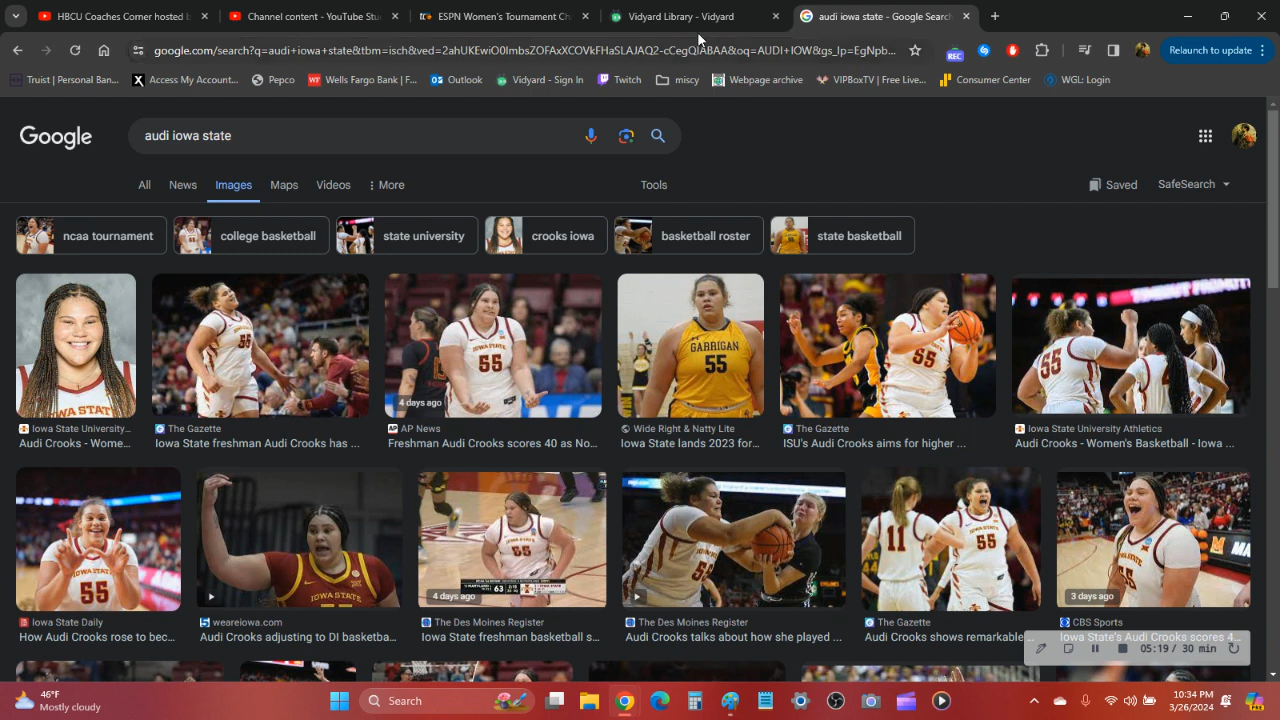 HBCU Coaches Corner hosted b
Channel content - YouTube Stu
ESPN Women's Tournament Ch
Vidyard Library - Vidyard
audi iowa state - Google Search
google.com/search?q=audi+iowa+state&tbm=isch&ved=2ahUKEwi00ImbsZOFAxXCOVkFHaSLAJAQ2-cCegQIABAA&oq=AUDI+IOW&gs_lp=EgNpb...
REC
Relaunch to update
Truist | Personal Ban...
Access My Account...
Pepco
Wells Fargo Bank | F...
Outlook
Vidyard - Sign In
Twitch
miscy
Webpage archive
VIPBoxTV | Free Live...
Consumer Center
WGL: Login
Google
audi iowa state
All
News
Images
Maps
Videos
More
Tools
Saved
SafeSearch
ncaa tournament
college basketball
state university
crooks iowa
basketball roster
state basketball
IOWA STATE
55
55
4 days ago
GARRIGAN
55
55
55
Iowa State University...
Audi Crooks - Wome...
The Gazette
Iowa State freshman Audi Crooks has ...
AP News
Freshman Audi Crooks scores 40 as No...
Wide Right & Natty Lite
Iowa State lands 2023 for...
The Gazette
ISU's Audi Crooks aims for higher ...
Iowa State University Athletics
Audi Crooks - Women's Basketball - Iowa ...
IOWA STATE
55
IOWA STATE
55
63
4 days ago
11
55
3 days ago
Iowa State Daily
How Audi Crooks rose to bec...
weareiowa.com
Audi Crooks adjusting to DI basketba...
The Des Moines Register
Iowa State freshman basketball s...
The Des Moines Register
Audi Crooks talks about how she played ...
The Gazette
Audi Crooks shows remarkable...
CBS Sports
Iowa State's Audi Crooks scores 4...
05:19 / 30 min
46°F
Mostly cloudy
Search
10:34 PM
3/26/2024